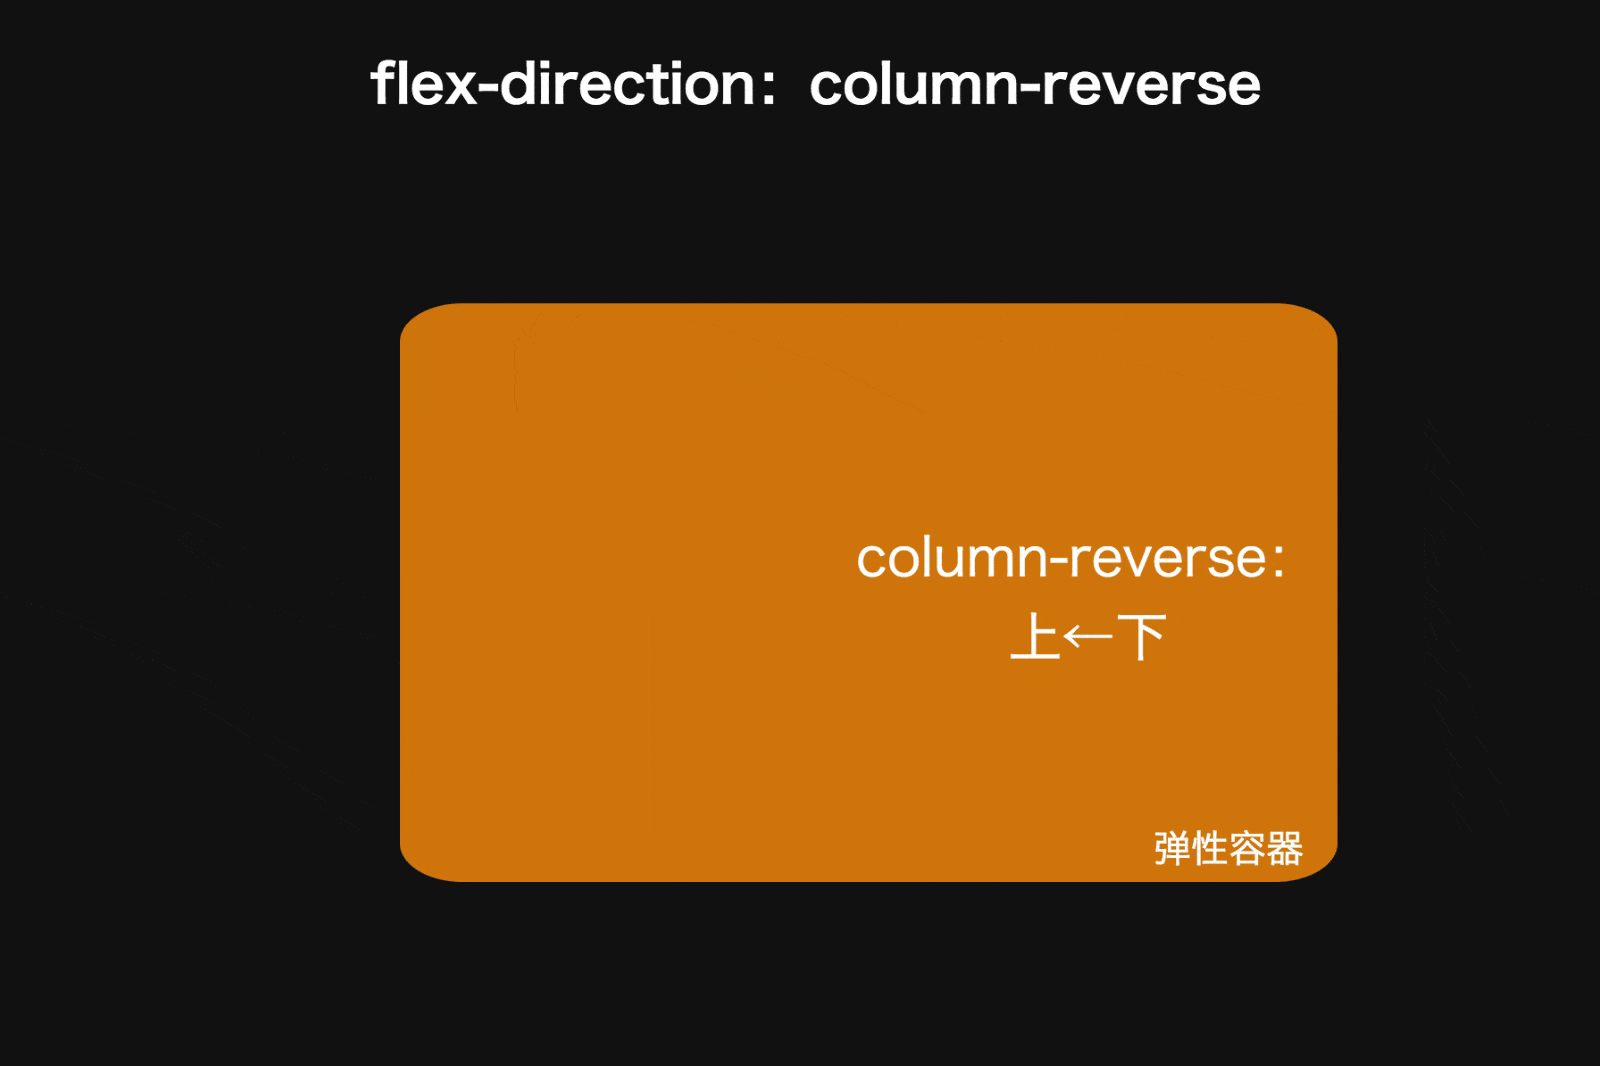 flex-direction：column-reverse
column-reverse：
上←下
弹性容器